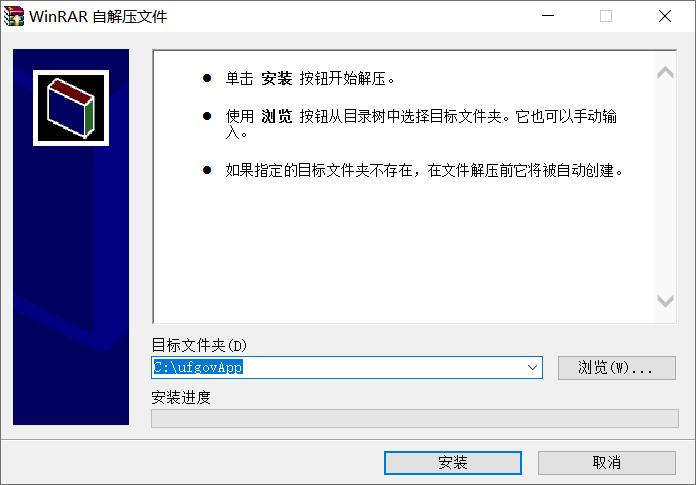 WinRAR 自解压文件
● 单击 安装 按钮开始解压。
● 使用 浏览 按钮从目录树中选择目标文件夹。它也可以手动输
入。
● 如果指定的目标文件夹不存在，在文件解压前它将被自动创建。
目标文件夹(D)
C:\ufgovApp
浏览(W)...
安装进度
安装
取消